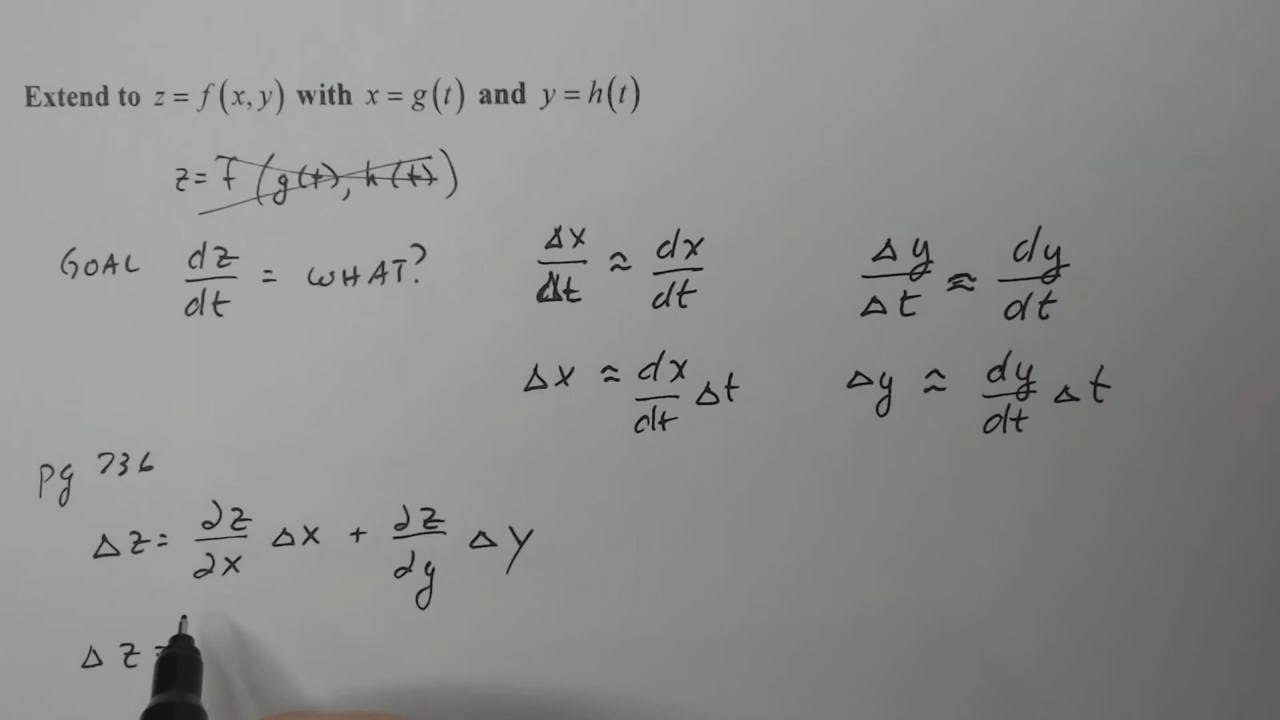 Extend to z = f(x, y) with x = g(t) and y = h(t)
z = f(g(t), h(t))
GOAL dz/dt = WHAT?
Δx/Δt ≈ dx/dt
Δy/Δt ≈ dy/dt
Δx ≈ dx/dt Δt
Δy ≈ dy/dt Δt
Pg 736
Δz = ∂z/∂x Δx + ∂z/∂y Δy
Δz =